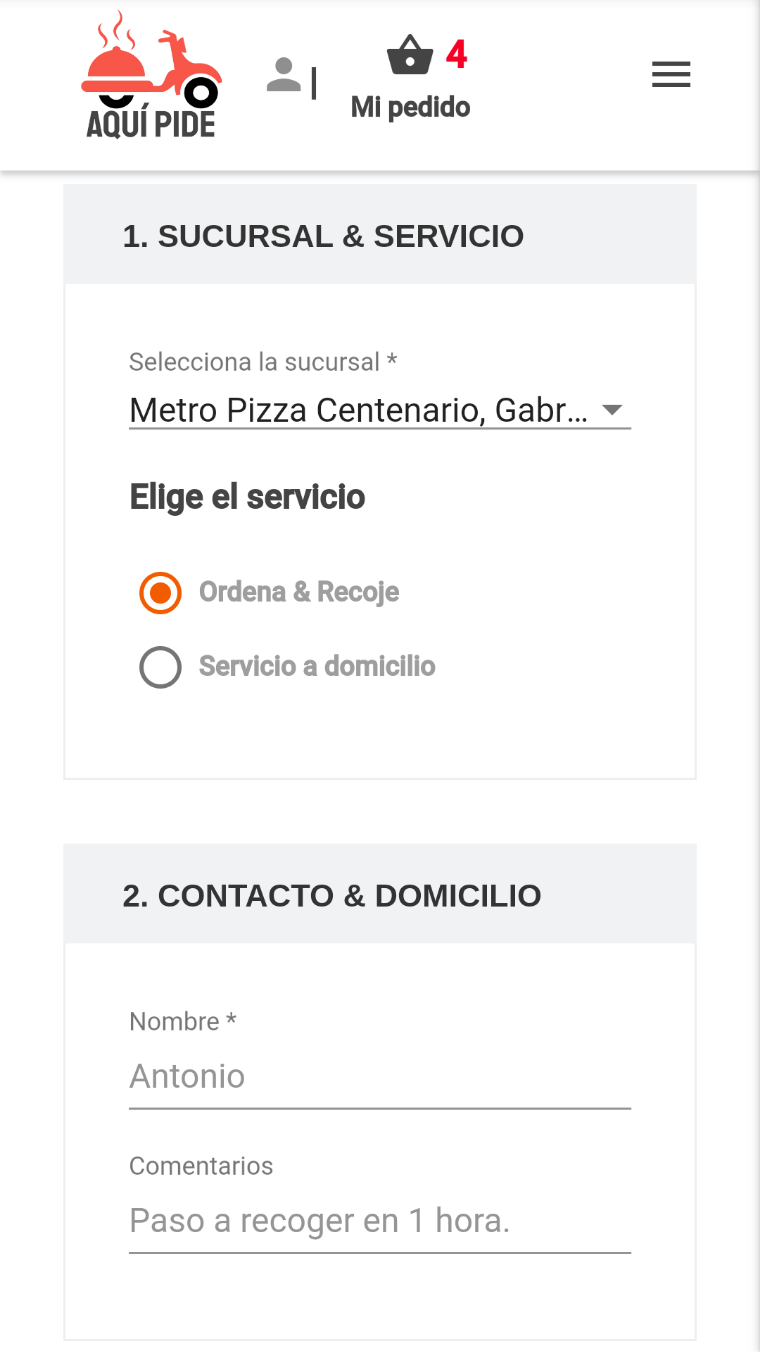 AQUÍ PIDE
4
Mi pedido
1. SUCURSAL & SERVICIO
Selecciona la sucursal *
Metro Pizza Centenario, Gabr...
Elige el servicio
Ordena & Recoje
Servicio a domicilio
2. CONTACTO & DOMICILIO
Nombre *
Antonio
Comentarios
Paso a recoger en 1 hora.